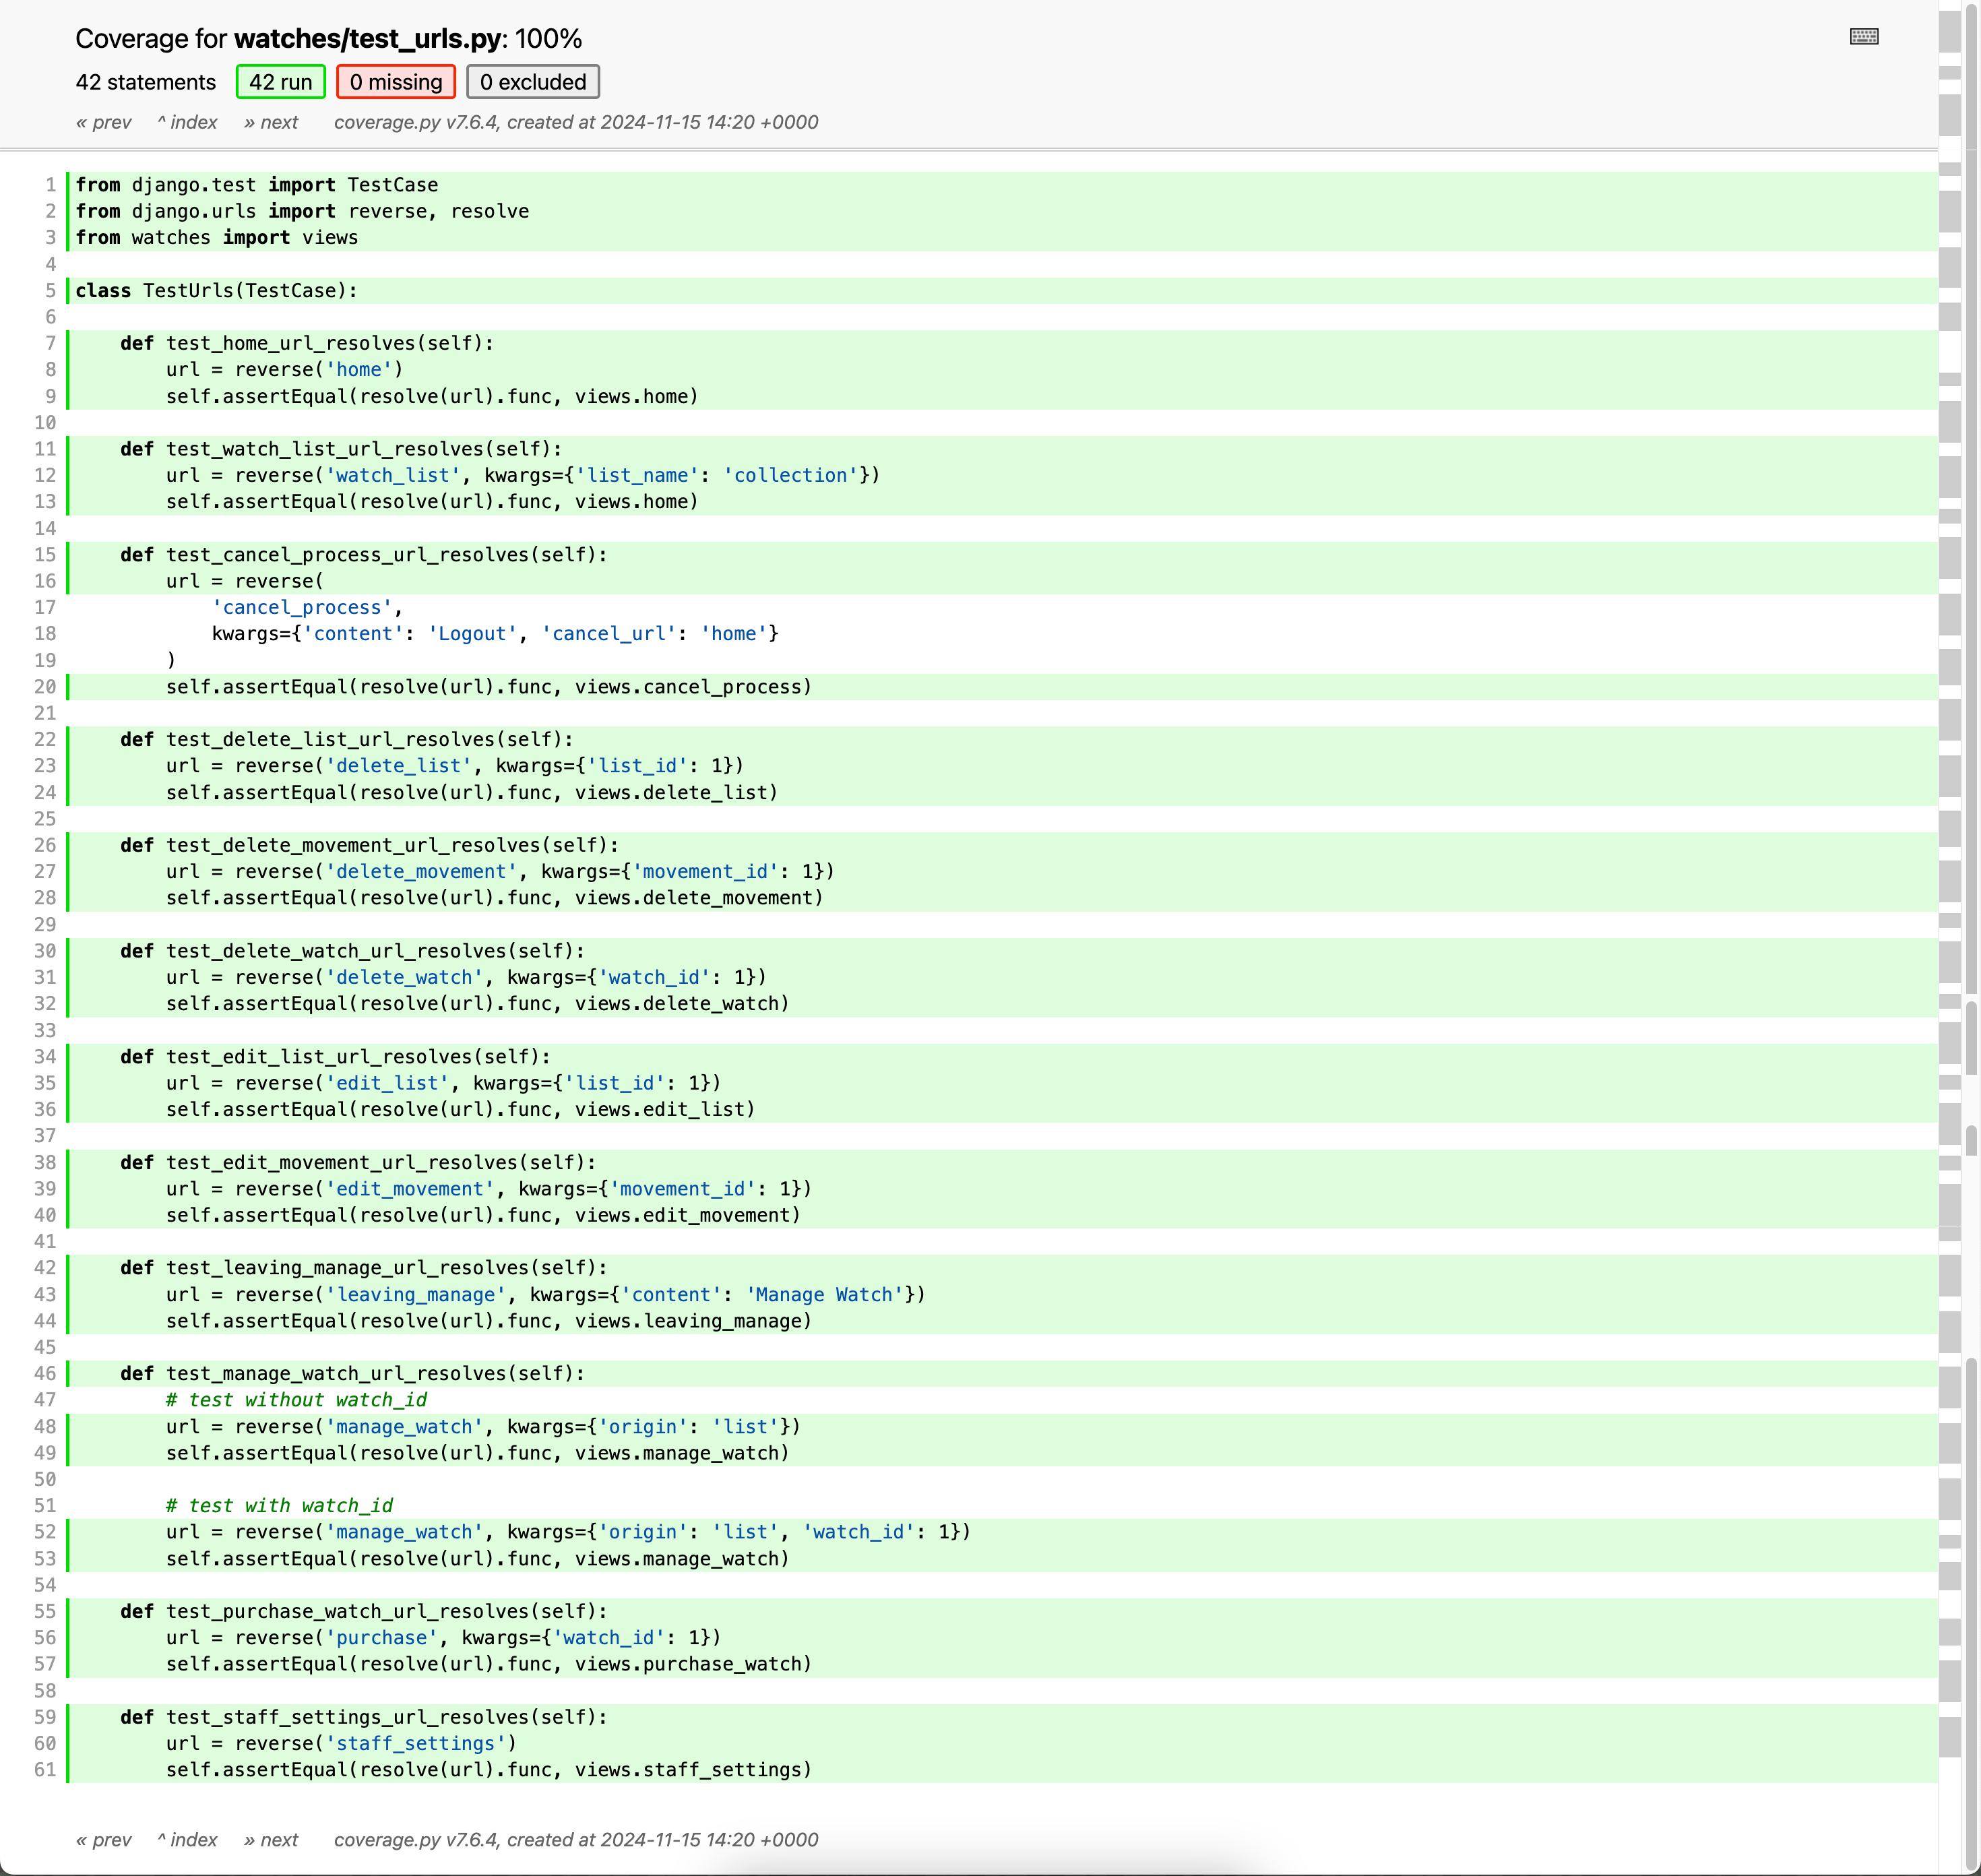 Coverage for watches/test_urls.py: 100%
42 statements 42 run 0 missing 0 excluded
« prev ^ index » next coverage.py v7.6.4, created at 2024-11-15 14:20 +0000
1 from django.test import TestCase
2 from django.urls import reverse, resolve
3 from watches import views
4
5 class TestUrls(TestCase):
6
7     def test_home_url_resolves(self):
8         url = reverse('home')
9         self.assertEqual(resolve(url).func, views.home)
10
11     def test_watch_list_url_resolves(self):
12         url = reverse('watch_list', kwargs={'list_name': 'collection'})
13         self.assertEqual(resolve(url).func, views.home)
14
15     def test_cancel_process_url_resolves(self):
16         url = reverse(
17             'cancel_process',
18             kwargs={'content': 'Logout', 'cancel_url': 'home'}
19         )
20         self.assertEqual(resolve(url).func, views.cancel_process)
21
22     def test_delete_list_url_resolves(self):
23         url = reverse('delete_list', kwargs={'list_id': 1})
24         self.assertEqual(resolve(url).func, views.delete_list)
25
26     def test_delete_movement_url_resolves(self):
27         url = reverse('delete_movement', kwargs={'movement_id': 1})
28         self.assertEqual(resolve(url).func, views.delete_movement)
29
30     def test_delete_watch_url_resolves(self):
31         url = reverse('delete_watch', kwargs={'watch_id': 1})
32         self.assertEqual(resolve(url).func, views.delete_watch)
33
34     def test_edit_list_url_resolves(self):
35         url = reverse('edit_list', kwargs={'list_id': 1})
36         self.assertEqual(resolve(url).func, views.edit_list)
37
38     def test_edit_movement_url_resolves(self):
39         url = reverse('edit_movement', kwargs={'movement_id': 1})
40         self.assertEqual(resolve(url).func, views.edit_movement)
41
42     def test_leaving_manage_url_resolves(self):
43         url = reverse('leaving_manage', kwargs={'content': 'Manage Watch'})
44         self.assertEqual(resolve(url).func, views.leaving_manage)
45
46     def test_manage_watch_url_resolves(self):
47         # test without watch_id
48         url = reverse('manage_watch', kwargs={'origin': 'list'})
49         self.assertEqual(resolve(url).func, views.manage_watch)
50
51         # test with watch_id
52         url = reverse('manage_watch', kwargs={'origin': 'list', 'watch_id': 1})
53         self.assertEqual(resolve(url).func, views.manage_watch)
54
55     def test_purchase_watch_url_resolves(self):
56         url = reverse('purchase', kwargs={'watch_id': 1})
57         self.assertEqual(resolve(url).func, views.purchase_watch)
58
59     def test_staff_settings_url_resolves(self):
60         url = reverse('staff_settings')
61         self.assertEqual(resolve(url).func, views.staff_settings)
« prev ^ index » next coverage.py v7.6.4, created at 2024-11-15 14:20 +0000